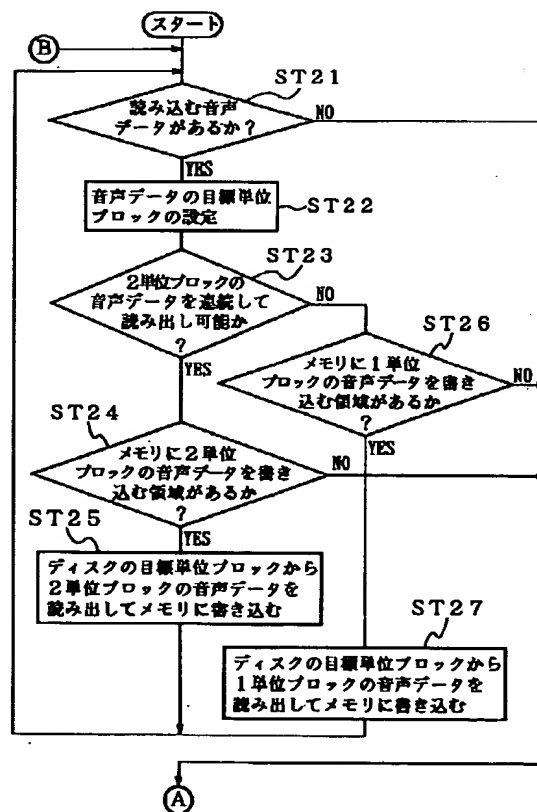 スタート
B
ST21
読み込む音声
データがあるか?
NO
YES
音声データの目標単位
ブロックの設定
ST22
ST23
2単位ブロックの
音声データを連続して
読み出し可能か
?
NO
YES
ST26
メモリに1単位
ブロックの音声データを書き
込む領域があるか
?
NO
YES
ST24
メモリに2単位
ブロックの音声データを書き
込む領域があるか
?
NO
YES
ST25
ディスクの目標単位ブロックから
2単位ブロックの音声データを
読み出してメモリに書き込む
ST27
ディスクの目標単位ブロックから
1単位ブロックの音声データを
読み出してメモリに書き込む
A